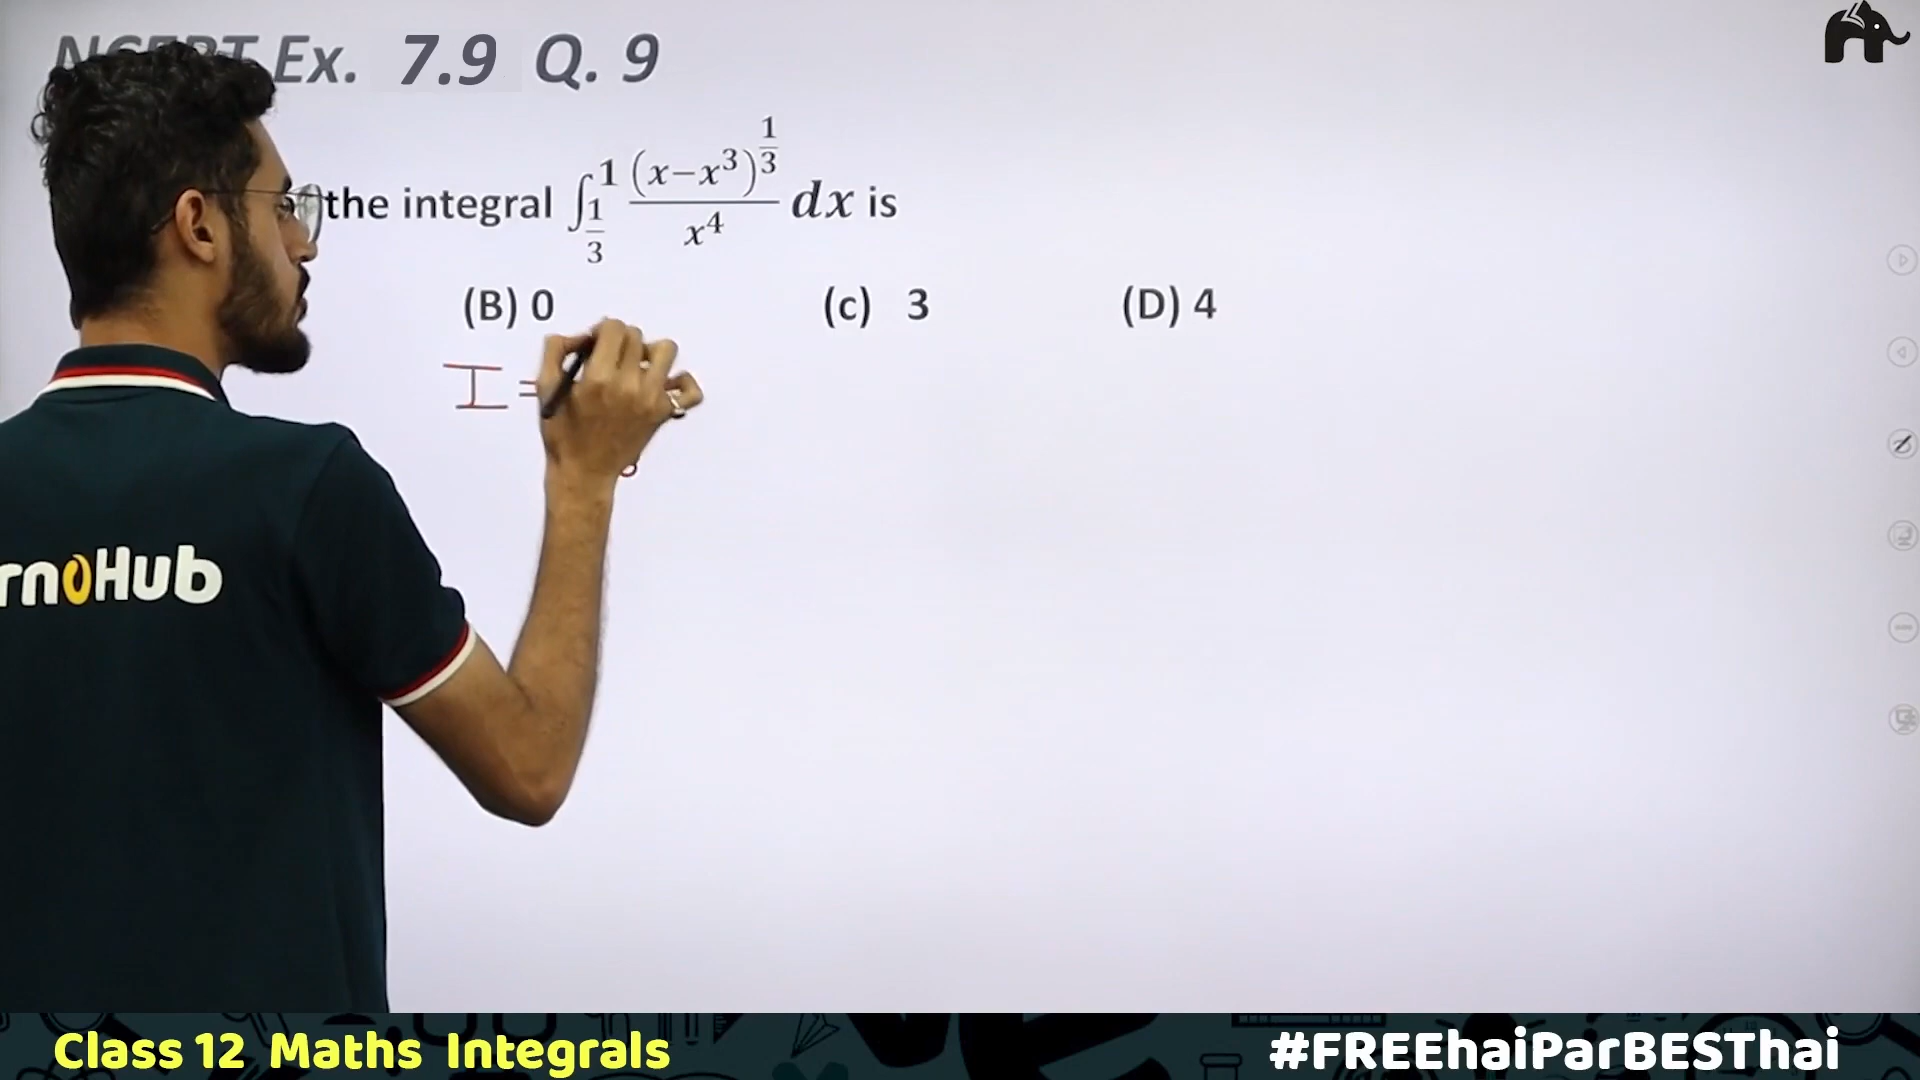 NCERT Ex. 7.9 Q. 9
the integral ∫_{1/3}^{1} (x−x³)^{1/3}/x⁴ dx is
(B) 0 (c) 3 (D) 4
I =
rnoHub
Class 12 Maths Integrals
#FREEhaiParBESThai